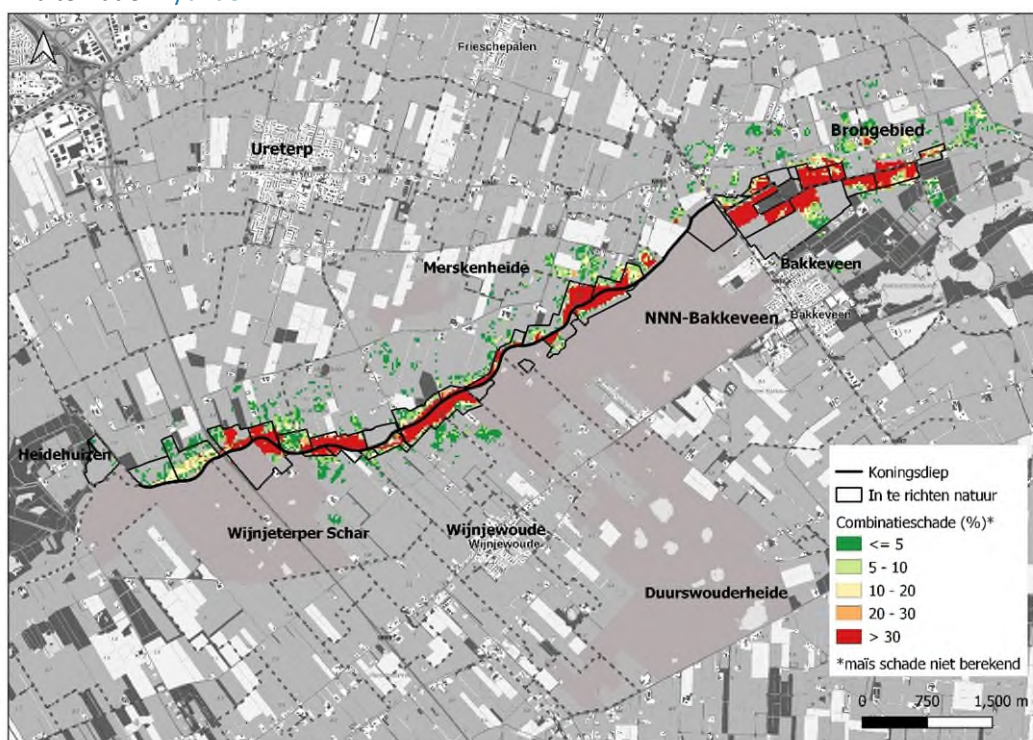 Frieschepalen
Ureterp
Brongebied
Merskenheide
Bakkeveen
NNN-Bakkeveen
Bakkeveen
Heidehuizen
Wijnjeterper Schar
Wijnjewoude
Wijnjewoude
Duurswouderheide
Koningsdiep
In te richten natuur
Combinatieschade (%)*
<= 5
5 - 10
10 - 20
20 - 30
> 30
*maïs schade niet berekend
0 750 1,500 m